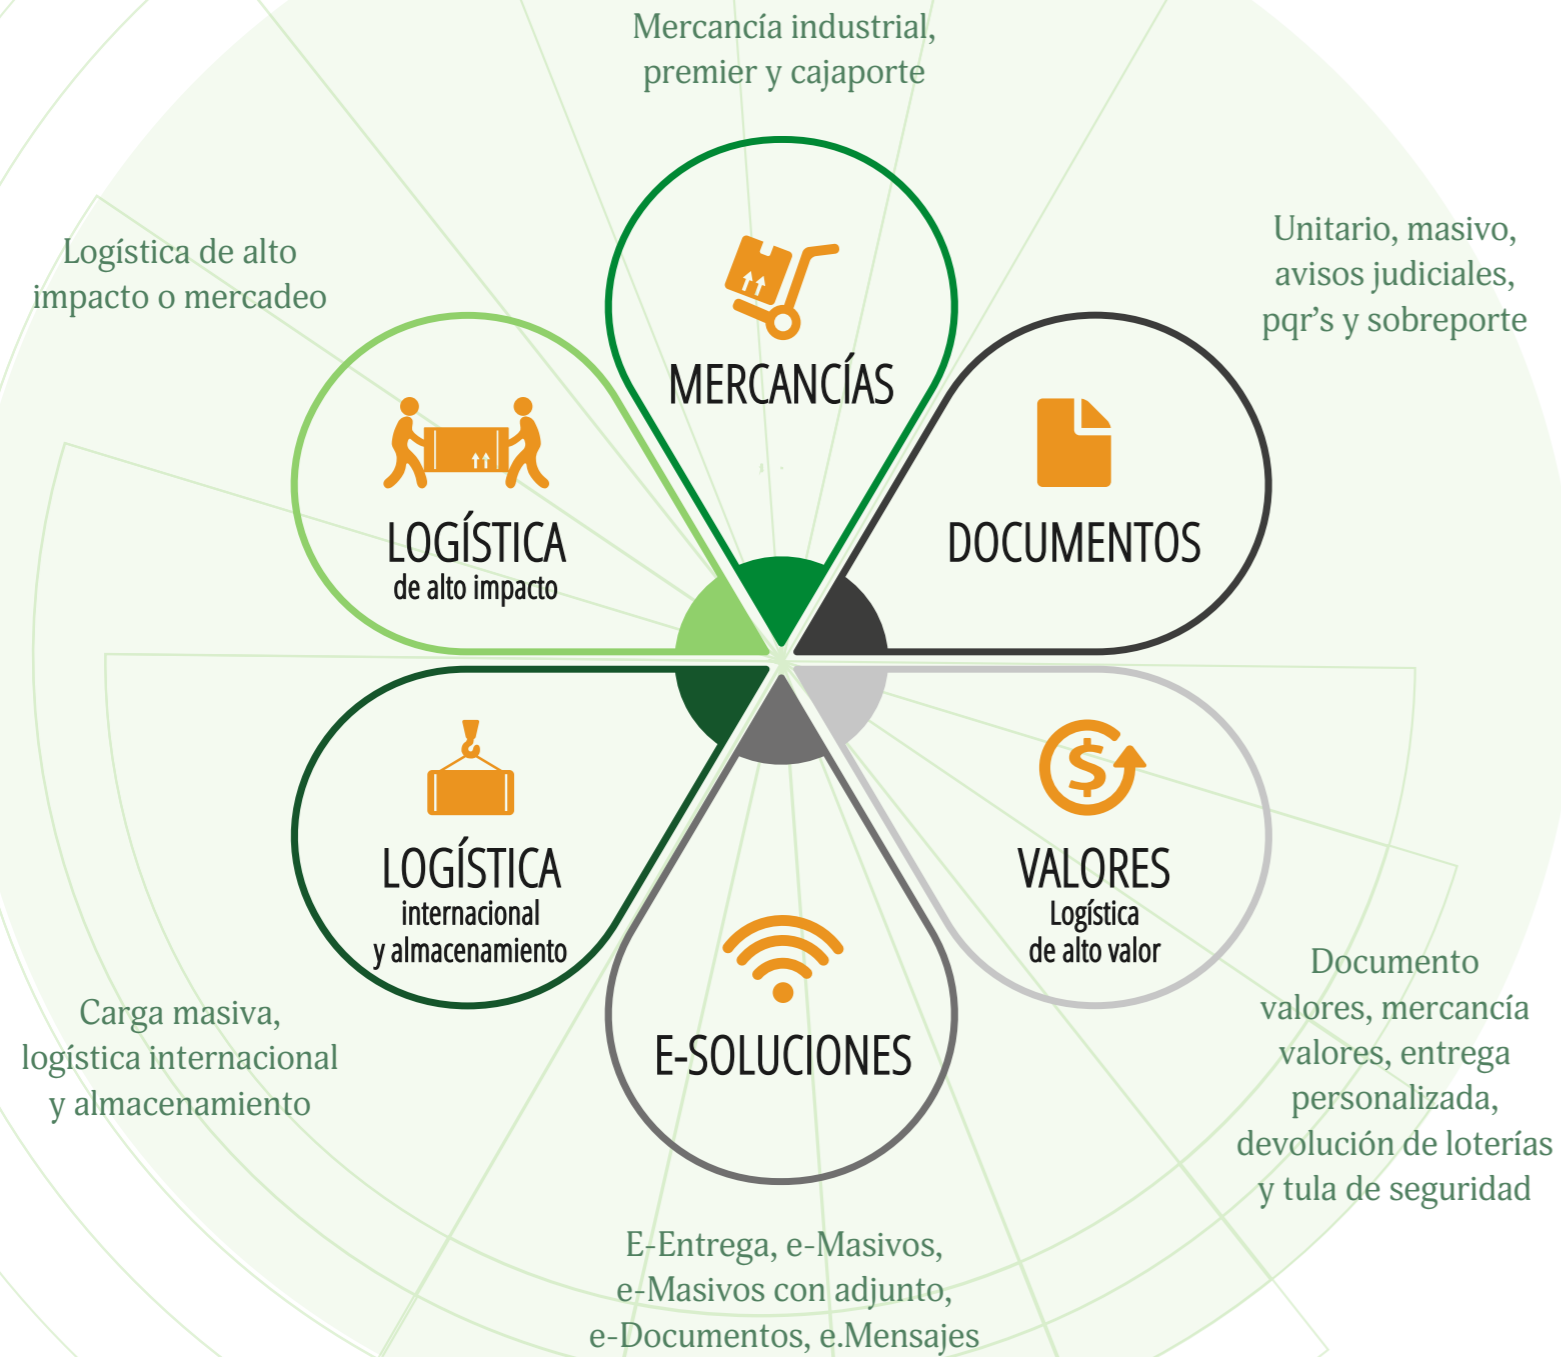 Mercancía industrial,
premier y cajaporte
MERCANCÍAS
Logística de alto
impacto o mercadeo
LOGÍSTICA
de alto impacto
Unitario, masivo,
avisos judiciales,
pqr’s y sobreporte
DOCUMENTOS
LOGÍSTICA
internacional
y almacenamiento
Carga masiva,
logística internacional
y almacenamiento
VALORES
Logística
de alto valor
Documento
valores, mercancía
valores, entrega
personalizada,
devolución de loterías
y tula de seguridad
E-SOLUCIONES
E-Entrega, e-Masivos,
e-Masivos con adjunto,
e-Documentos, e.Mensajes